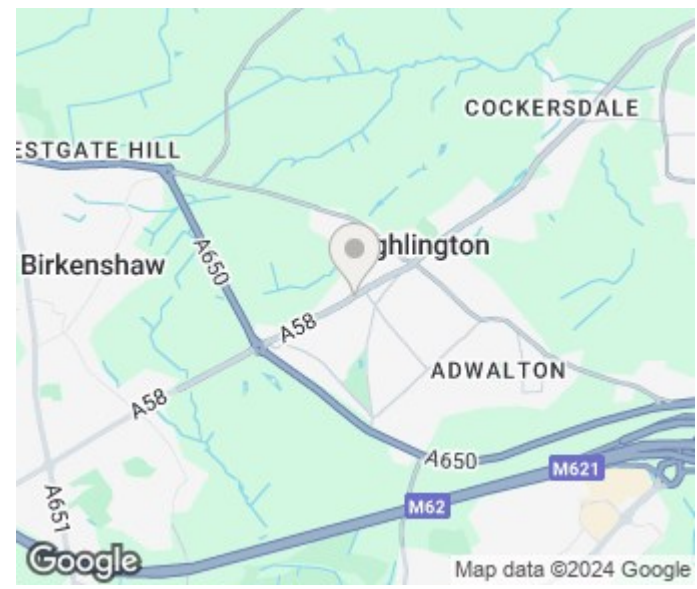 COCKERSDALE
ESTGATE HILL
ghlington
Birkenshaw
A650
A58
ADWALTON
A58
A650
M621
A651
M62
Google
Map data ©2024 Google